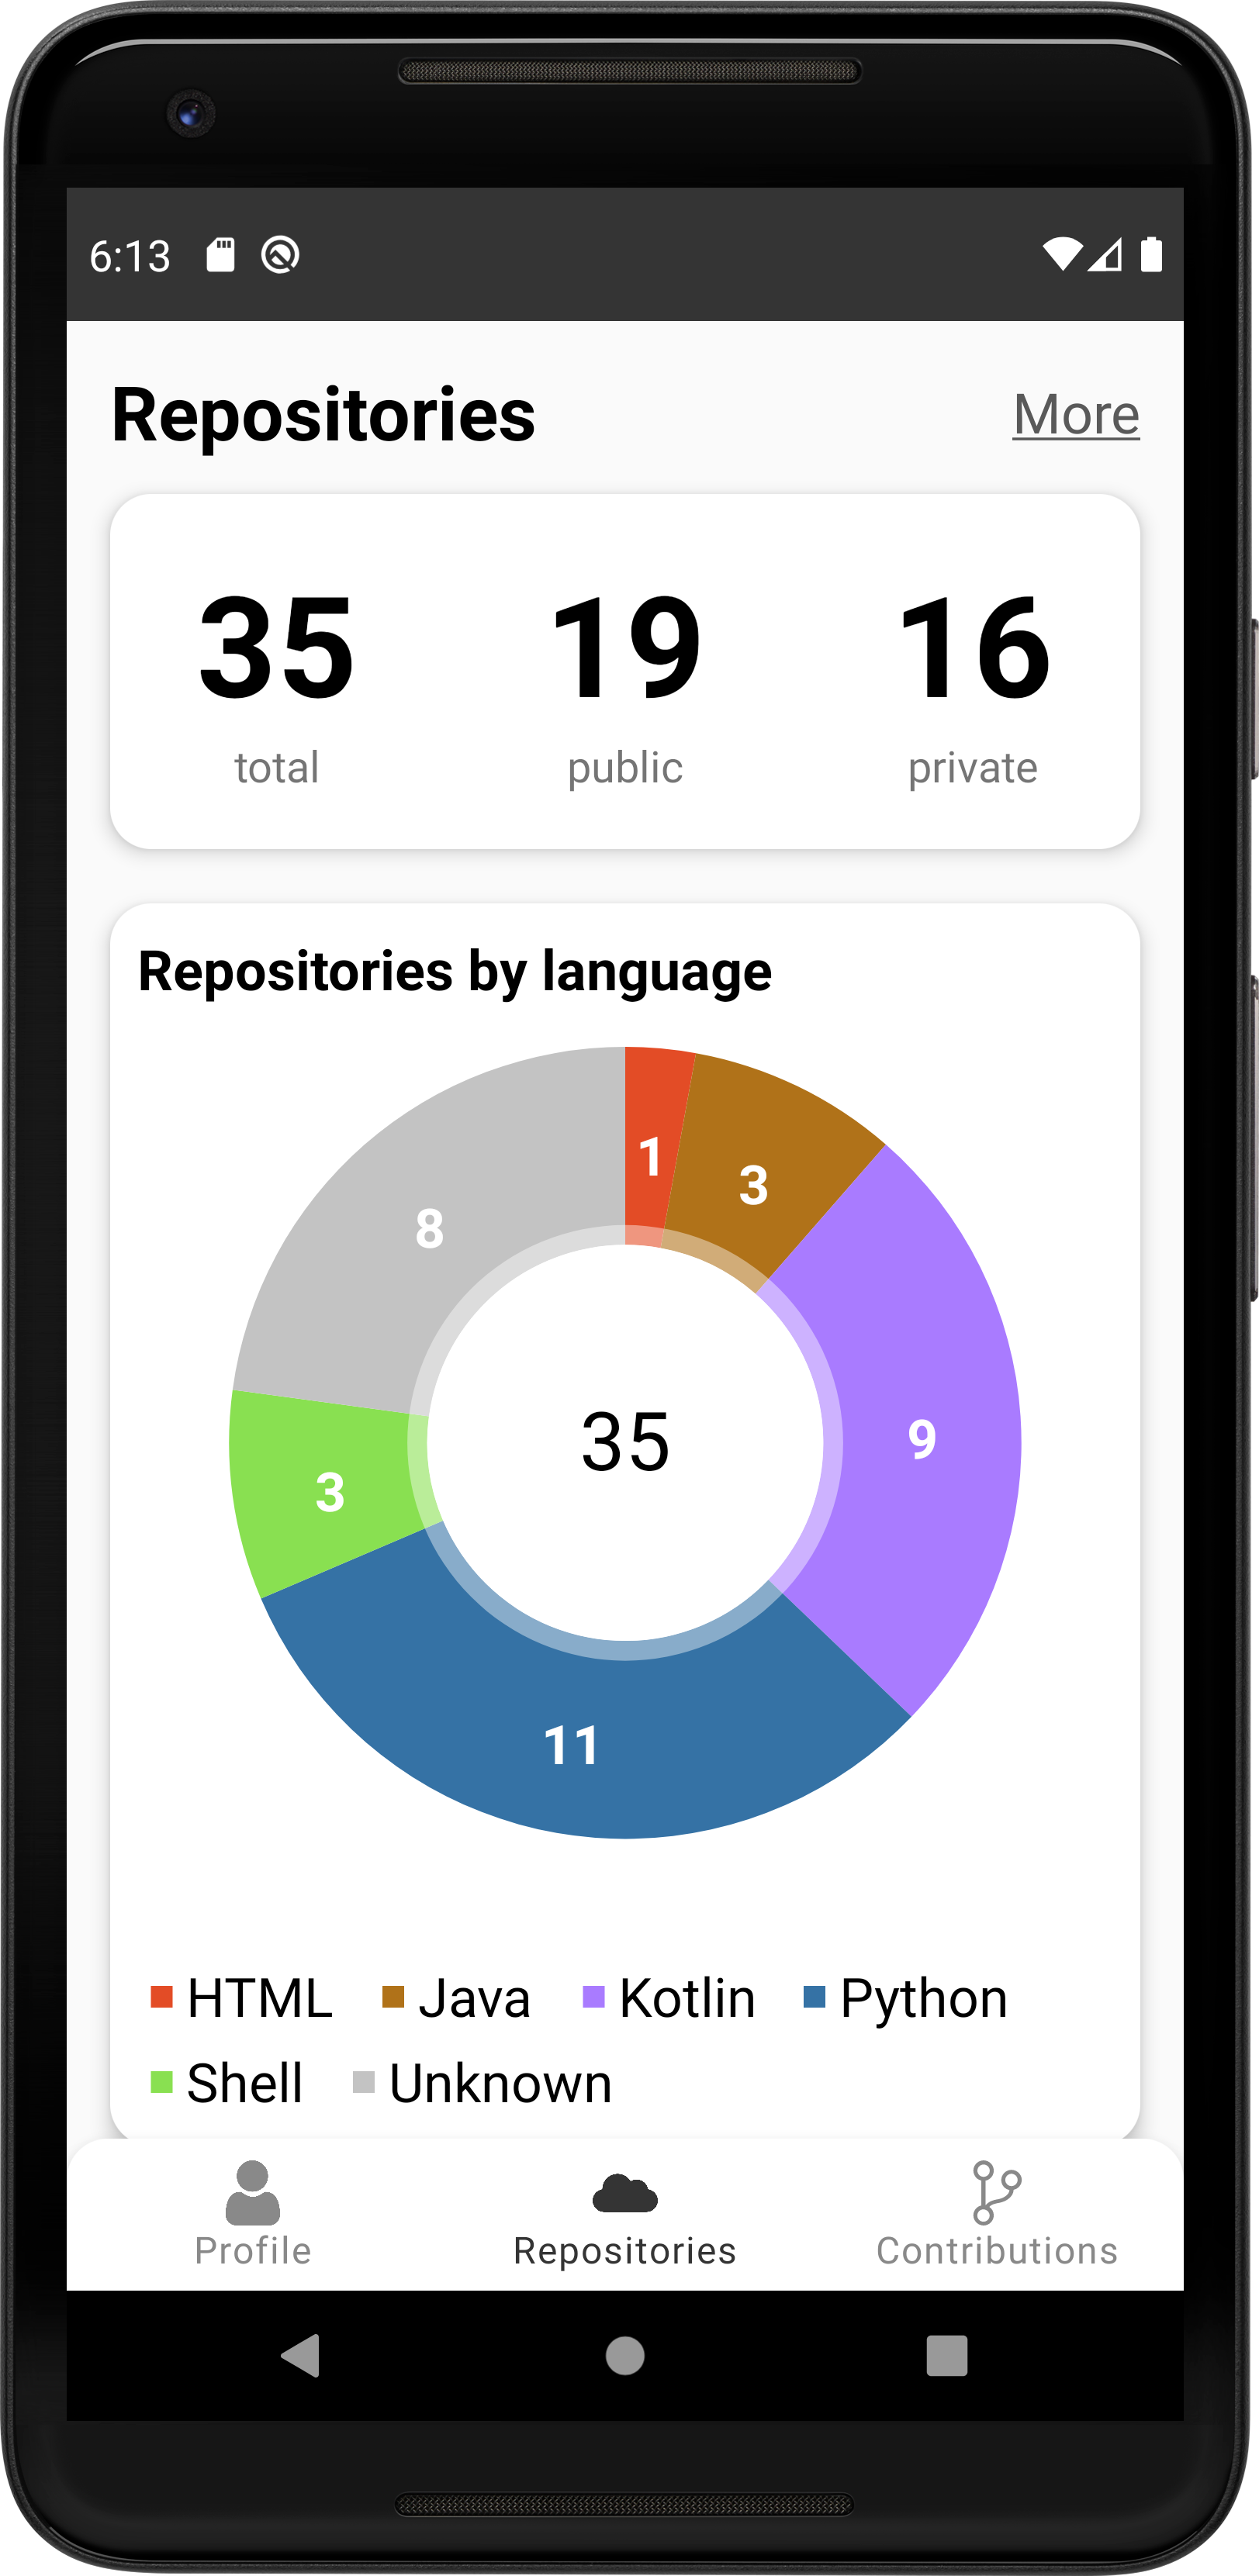 6:13
Repositories More
35 19 16
total public private
Repositories by language
1
3
8
9
35
3
11
HTML Java Kotlin Python
Shell Unknown
Profile Repositories Contributions